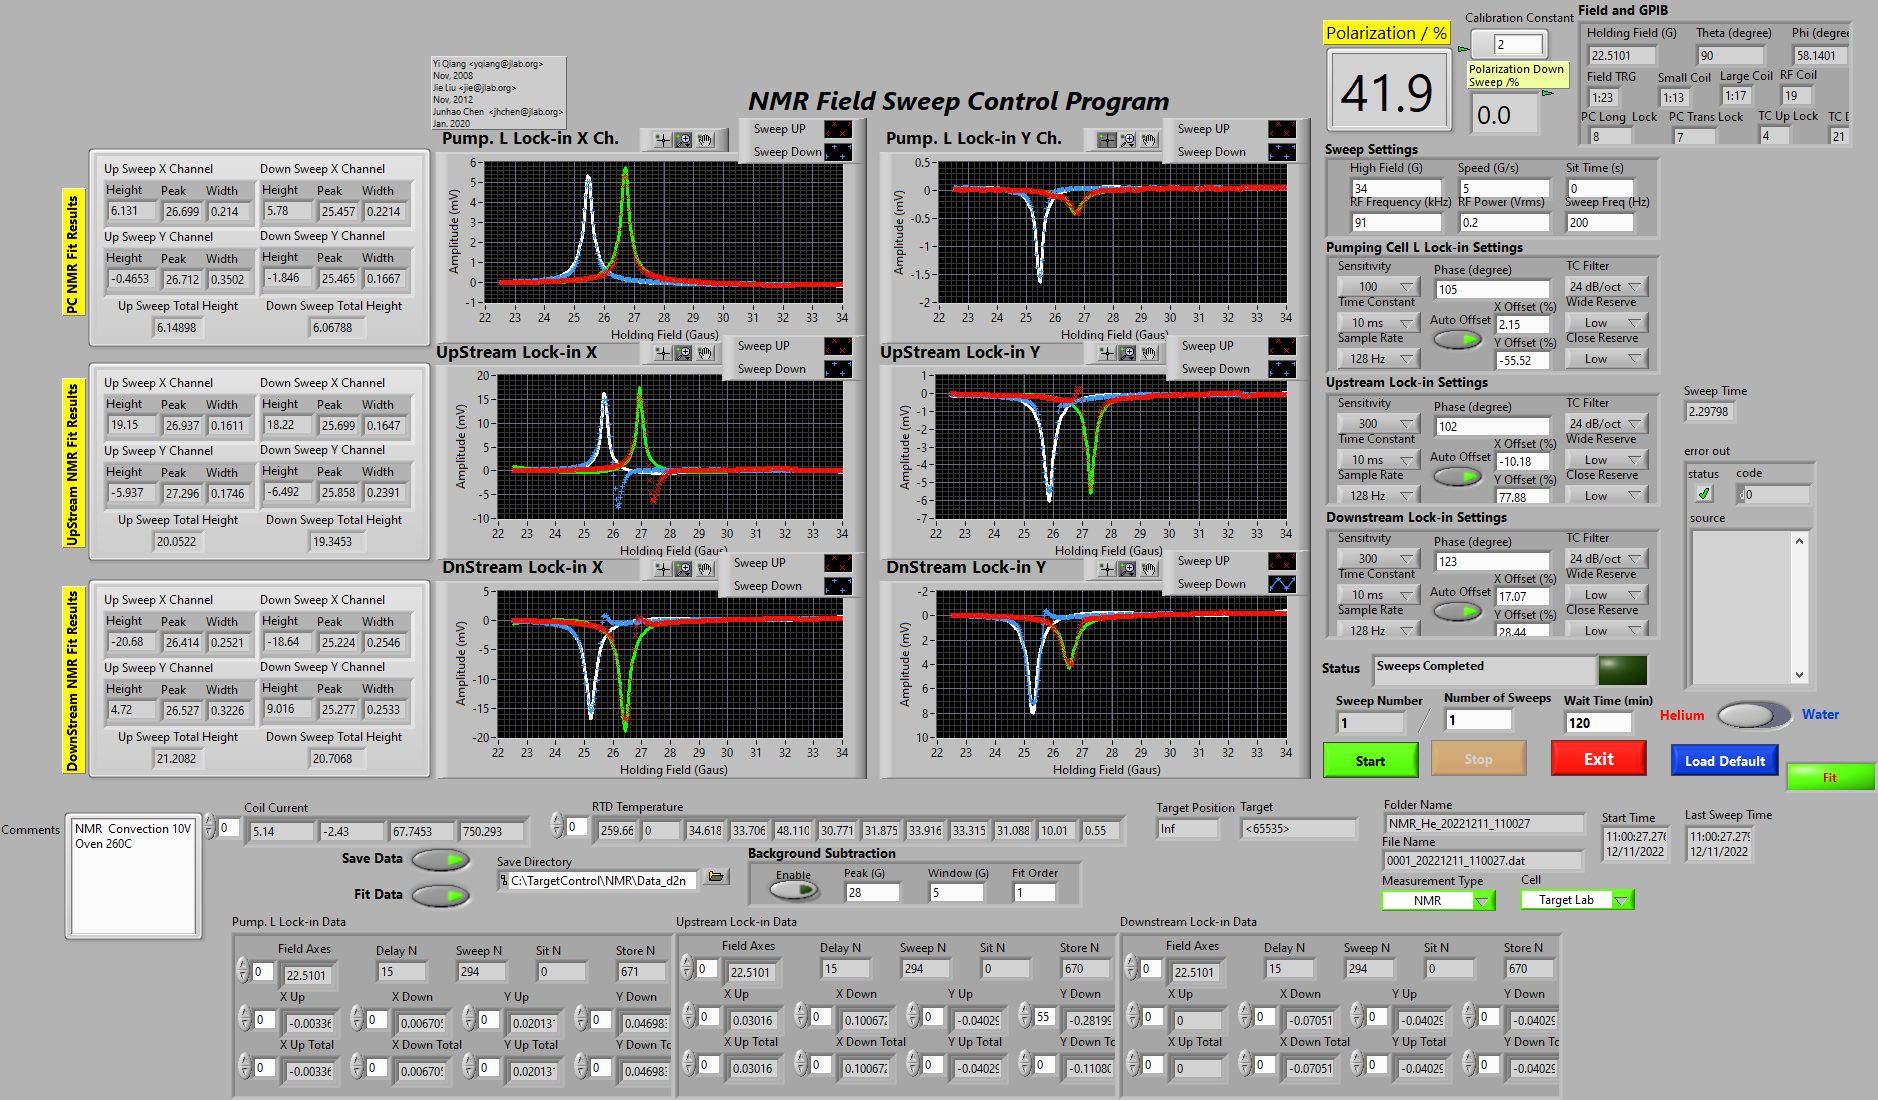 Yi Qiang <yqiang@jlab.org>
Nov, 2008
Jie Liu <jie@jlab.org>
Nov, 2012
Junhao Chen <jhchen@jlab.org>
Jan. 2020
NMR Field Sweep Control Program
Polarization / %
41.9
Calibration Constant
2
Polarization Down
Sweep /%
0.0
Field and GPIB
Holding Field (G) Theta (degree) Phi (degree
22.5101 90 58.1401
Field TRG Small Coil Large Coil RF Coil
1:23 1:13 1:17 19
PC Long Lock PC Trans Lock TC Up Lock TC D
8 7 4 21
PC NMR Fit Results
Up Sweep X Channel Down Sweep X Channel
Height Peak Width Height Peak Width
6.131 26.699 0.214 5.78 25.457 0.2214
Up Sweep Y Channel Down Sweep Y Channel
Height Peak Width Height Peak Width
-0.4653 26.712 0.3502 -1.846 25.465 0.1667
Up Sweep Total Height Down Sweep Total Height
6.14898 6.06788
UpStream NMR Fit Results
Up Sweep X Channel Down Sweep X Channel
Height Peak Width Height Peak Width
19.15 26.937 0.1611 18.22 25.699 0.1647
Up Sweep Y Channel Down Sweep Y Channel
Height Peak Width Height Peak Width
-5.937 27.296 0.1746 -6.492 25.858 0.2391
Up Sweep Total Height Down Sweep Total Height
20.0522 19.3453
DownStream NMR Fit Results
Up Sweep X Channel Down Sweep X Channel
Height Peak Width Height Peak Width
-20.68 26.414 0.2521 -18.64 25.224 0.2546
Up Sweep Y Channel Down Sweep Y Channel
Height Peak Width Height Peak Width
4.72 26.527 0.3226 9.016 25.277 0.2533
Up Sweep Total Height Down Sweep Total Height
21.2082 20.7068
Pump. L Lock-in X Ch.
Sweep UP
Sweep Down
Amplitude (mV)
6
5
4
3
2
1
0
-1
22 23 24 25 26 27 28 29 30 31 32 33 34
Holding Field (Gaus)
Pump. L Lock-in Y Ch.
Sweep UP
Sweep Down
Amplitude (mV)
0.5
0
-0.5
-1
-1.5
-2
22 23 24 25 26 27 28 29 30 31 32 33 34
Holding Field (Gaus)
UpStream Lock-in X
Sweep UP
Sweep Down
Amplitude (mV)
20
15
10
5
0
-5
-10
22 23 24 25 26 27 28 29 30 31 32 33 34
Holding Field (Gaus)
UpStream Lock-in Y
Sweep UP
Sweep Down
Amplitude (mV)
1
0
-1
-2
-3
-4
-5
-6
-7
22 23 24 25 26 27 28 29 30 31 32 33 34
Holding Field (Gaus)
DnStream Lock-in X
Sweep UP
Sweep Down
Amplitude (mV)
5
0
-5
-10
-15
-20
22 23 24 25 26 27 28 29 30 31 32 33 34
Holding Field (Gaus)
DnStream Lock-in Y
Sweep UP
Sweep Down
Amplitude (mV)
-2
0
2
4
6
8
10
22 23 24 25 26 27 28 29 30 31 32 33 34
Holding Field (Gaus)
Sweep Settings
High Field (G) Speed (G/s) Sit Time (s)
34 5 0
RF Frequency (kHz) RF Power (Vrms) Sweep Freq (Hz)
91 0.2 200
Pumping Cell L Lock-in Settings
Sensitivity Phase (degree) TC Filter
100 105 24 dB/oct
Time Constant X Offset (%) Wide Reserve
10 ms Auto Offset 2.15 Low
Sample Rate Y Offset (%) Close Reserve
128 Hz -55.52 Low
Upstream Lock-in Settings
Sensitivity Phase (degree) TC Filter
300 102 24 dB/oct
Time Constant X Offset (%) Wide Reserve
10 ms Auto Offset -10.18 Low
Sample Rate Y Offset (%) Close Reserve
128 Hz 77.88 Low
Downstream Lock-in Settings
Sensitivity Phase (degree) TC Filter
300 123 24 dB/oct
Time Constant X Offset (%) Wide Reserve
10 ms Auto Offset 17.07 Low
Sample Rate Y Offset (%) Close Reserve
128 Hz 28.44 Low
Sweep Time
2.29798
error out
status code
0
source
Status Sweeps Completed
Sweep Number Number of Sweeps Wait Time (min)
1 / 1 120
Helium Water
Start Stop Exit Load Default Fit
Comments
NMR Convection 10V
Oven 260C
Coil Current
0 5.14 -2.43 67.7453 750.293
RTD Temperature
0 259.66 0 34.618 33.706 48.110 30.771 31.875 33.916 33.315 31.088 10.01 0.55
Target Position Target
Inf <65535>
Folder Name
NMR_He_20221211_110027
File Name
0001_20221211_110027.dat
Start Time Last Sweep Time
11:00:27.276 11:00:27.279
12/11/2022 12/11/2022
Measurement Type Cell
NMR Target Lab
Save Data
Fit Data
Save Directory
C:\TargetControl\NMR\Data_d2n
Background Subtraction
Enable Peak (G) Window (G) Fit Order
28 5 1
Pump. L Lock-in Data
Field Axes Delay N Sweep N Sit N Store N
0 22.5101 15 294 0 671
X Up X Down Y Up Y Down
0 -0.00336 0 0.006705 0 0.02013 0 0.046983
X Up Total X Down Total Y Up Total Y Down To
0 -0.00336 0 0.006705 0 0.02013 0 0.046983
Upstream Lock-in Data
Field Axes Delay N Sweep N Sit N Store N
0 22.5101 15 294 0 670
X Up X Down Y Up Y Down
0 0.03016 0 0.100672 0 -0.04029 55 -0.28199
X Up Total X Down Total Y Up Total Y Down To
0 0.03016 0 0.100672 0 -0.04029 0 -0.11080
Downstream Lock-in Data
Field Axes Delay N Sweep N Sit N Store N
0 22.5101 15 294 0 670
X Up X Down Y Up Y Down
0 0 0 -0.07051 0 -0.04029 0 -0.04029
X Up Total X Down Total Y Up Total Y Down To
0 0 0 -0.07051 0 -0.04029 0 -0.04029